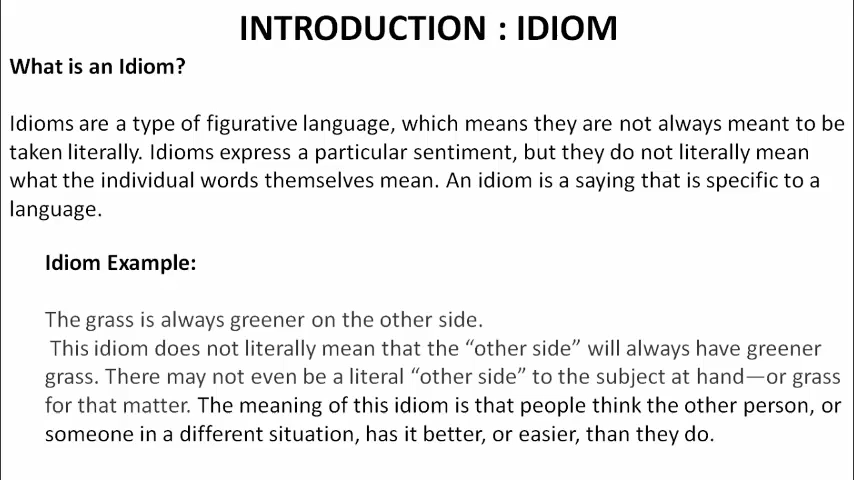 INTRODUCTION : IDIOM
What is an Idiom?
Idioms are a type of figurative language, which means they are not always meant to be
taken literally. Idioms express a particular sentiment, but they do not literally mean
what the individual words themselves mean. An idiom is a saying that is specific to a
language.
Idiom Example:
The grass is always greener on the other side.
This idiom does not literally mean that the “other side” will always have greener
grass. There may not even be a literal “other side” to the subject at hand—or grass
for that matter. The meaning of this idiom is that people think the other person, or
someone in a different situation, has it better, or easier, than they do.